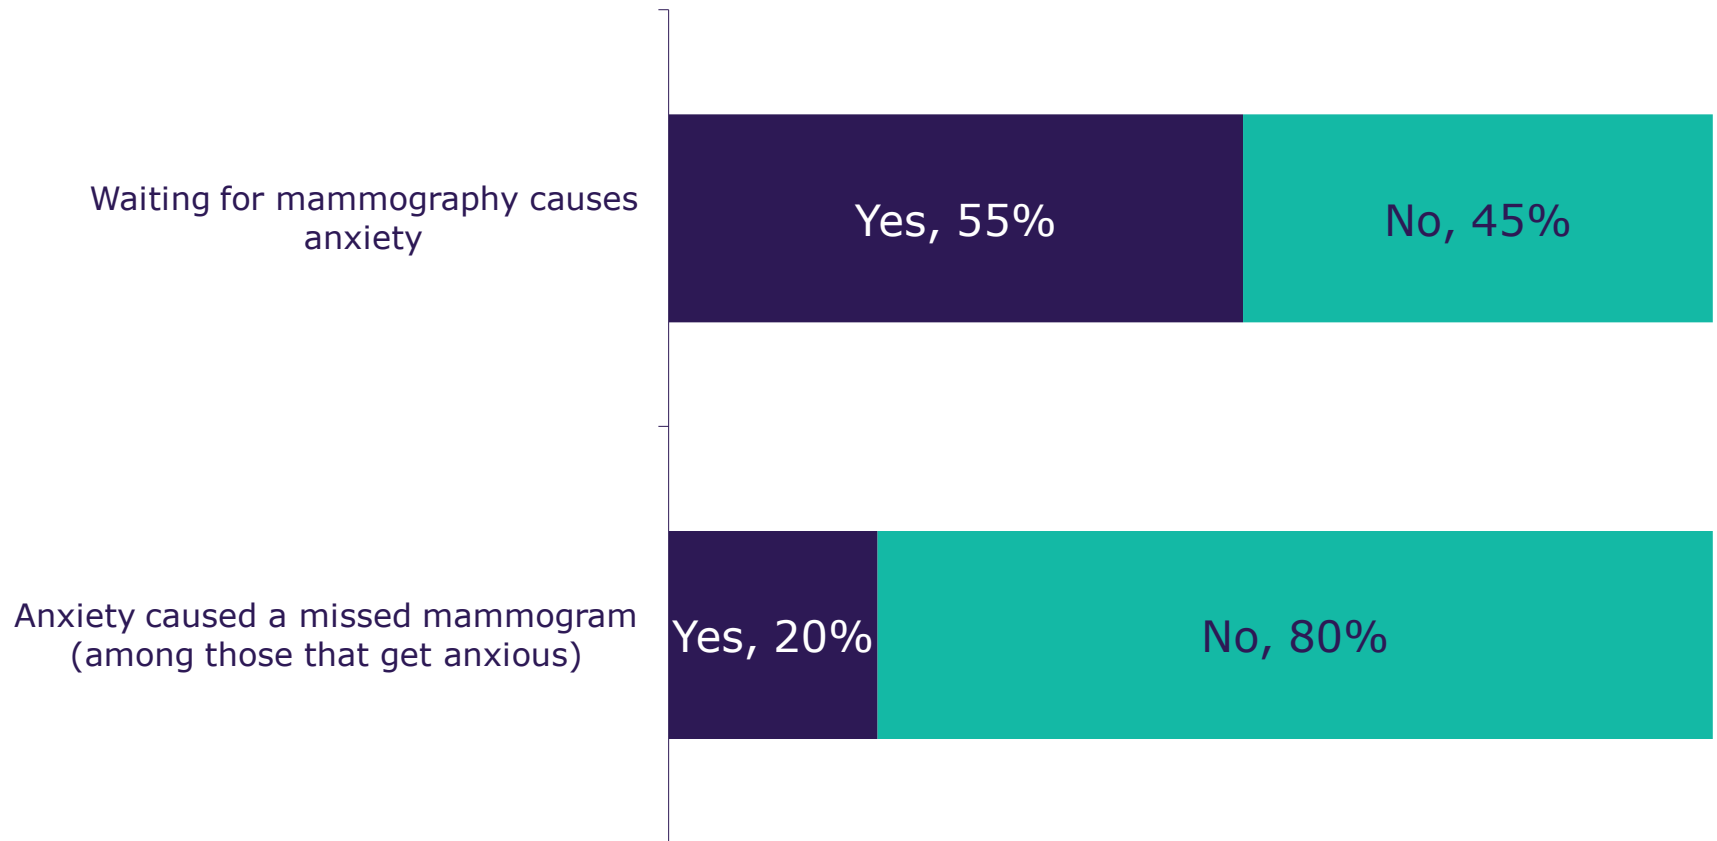 Waiting for mammography causes
anxiety
Yes, 55%
No, 45%
Anxiety caused a missed mammogram
(among those that get anxious)
Yes, 20%
No, 80%